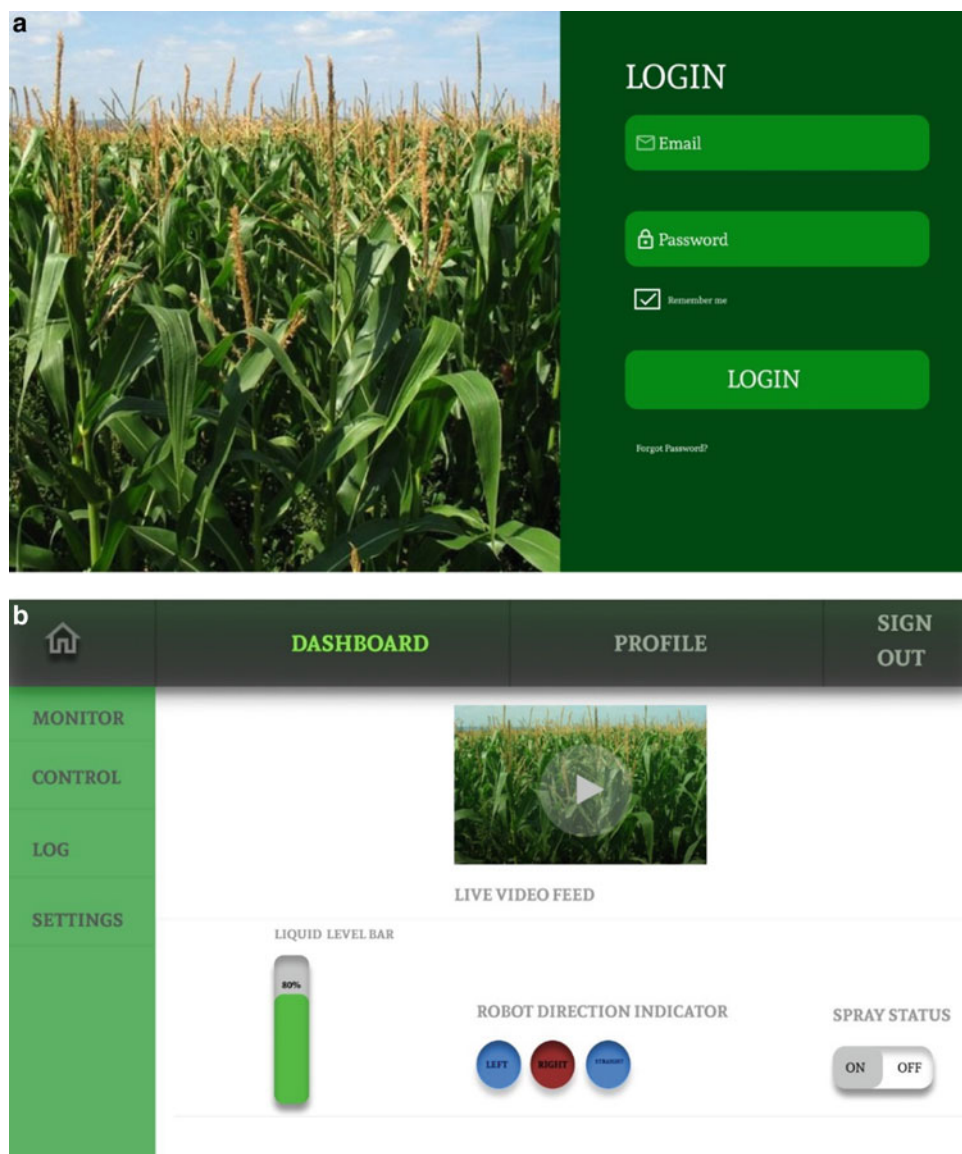 a
LOGIN
Email
Password
Remember me
LOGIN
Forgot Password?
b
DASHBOARD
PROFILE
SIGN
OUT
MONITOR
CONTROL
LOG
SETTINGS
LIVE VIDEO FEED
LIQUID LEVEL BAR
80%
ROBOT DIRECTION INDICATOR
LEFT
RIGHT
STRAIGHT
SPRAY STATUS
ON OFF